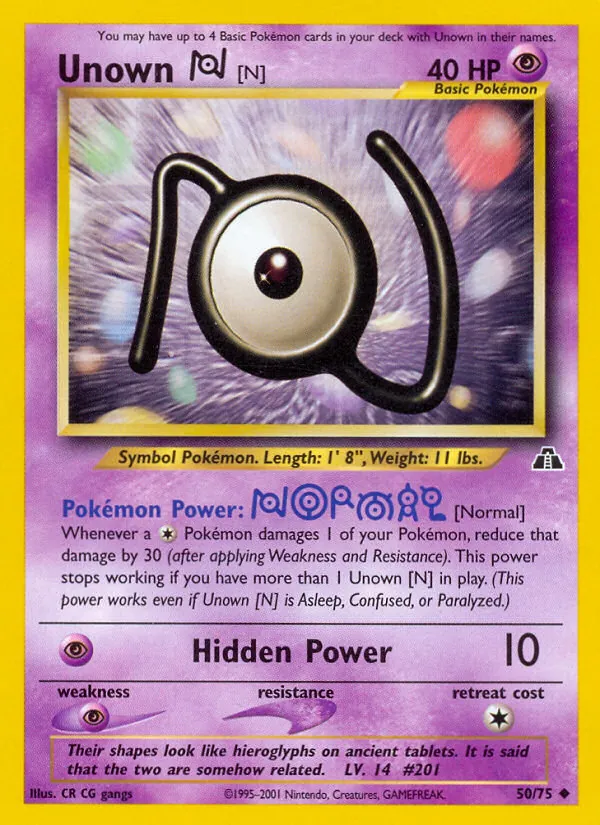 You may have up to 4 Basic Pokémon cards in your deck with Unown in their names.
Unown N [N] 40 HP
Basic Pokémon
Symbol Pokémon. Length: 1' 8", Weight: 11 lbs.
Pokémon Power: NORMAL [Normal]
Whenever a Pokémon damages 1 of your Pokémon, reduce that
damage by 30 (after applying Weakness and Resistance). This power
stops working if you have more than 1 Unown [N] in play. (This
power works even if Unown [N] is Asleep, Confused, or Paralyzed.)
Hidden Power 10
weakness resistance retreat cost
Their shapes look like hieroglyphs on ancient tablets. It is said
that the two are somehow related. LV. 14 #201
Illus. CR CG gangs ©1995-2001 Nintendo, Creatures, GAMEFREAK. 50/75